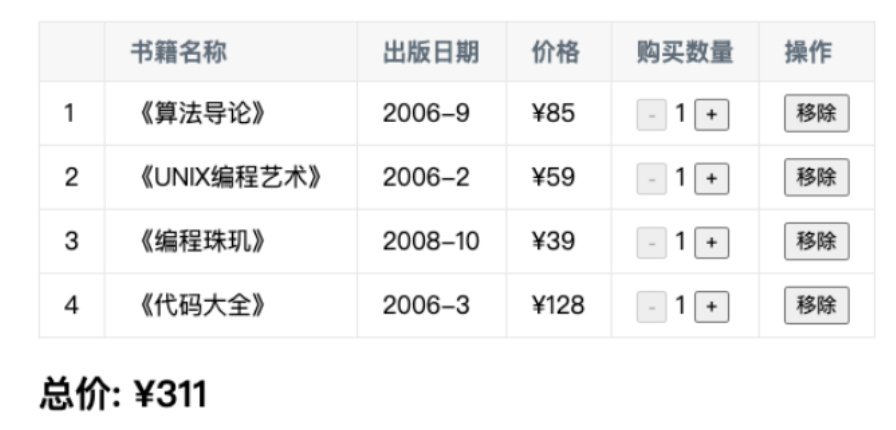 书籍名称 出版日期 价格 购买数量 操作
1 《算法导论》 2006-9 ¥85 - 1 + 移除
2 《UNIX编程艺术》 2006-2 ¥59 - 1 + 移除
3 《编程珠玑》 2008-10 ¥39 - 1 + 移除
4 《代码大全》 2006-3 ¥128 - 1 + 移除
总价: ¥311